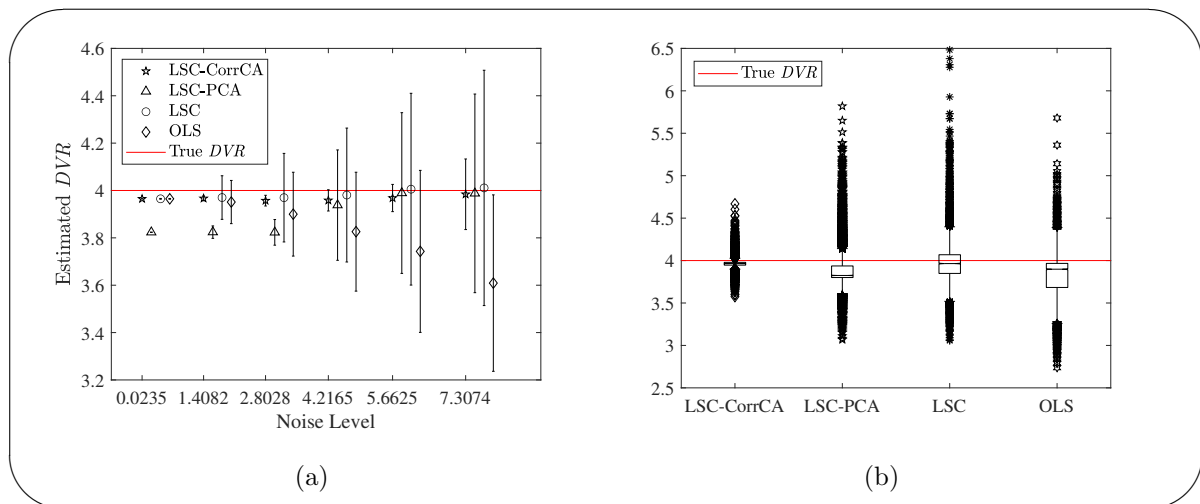 4.6
4.4
4.2
4
3.8
3.6
3.4
3.2
Estimated DVR
LSC-CorrCA
LSC-PCA
LSC
OLS
True DVR
0.0235 1.4082 2.8028 4.2165 5.6625 7.3074
Noise Level
(a)
6.5
6
5.5
5
4.5
4
3.5
3
2.5
True DVR
LSC-CorrCA LSC-PCA LSC OLS
(b)